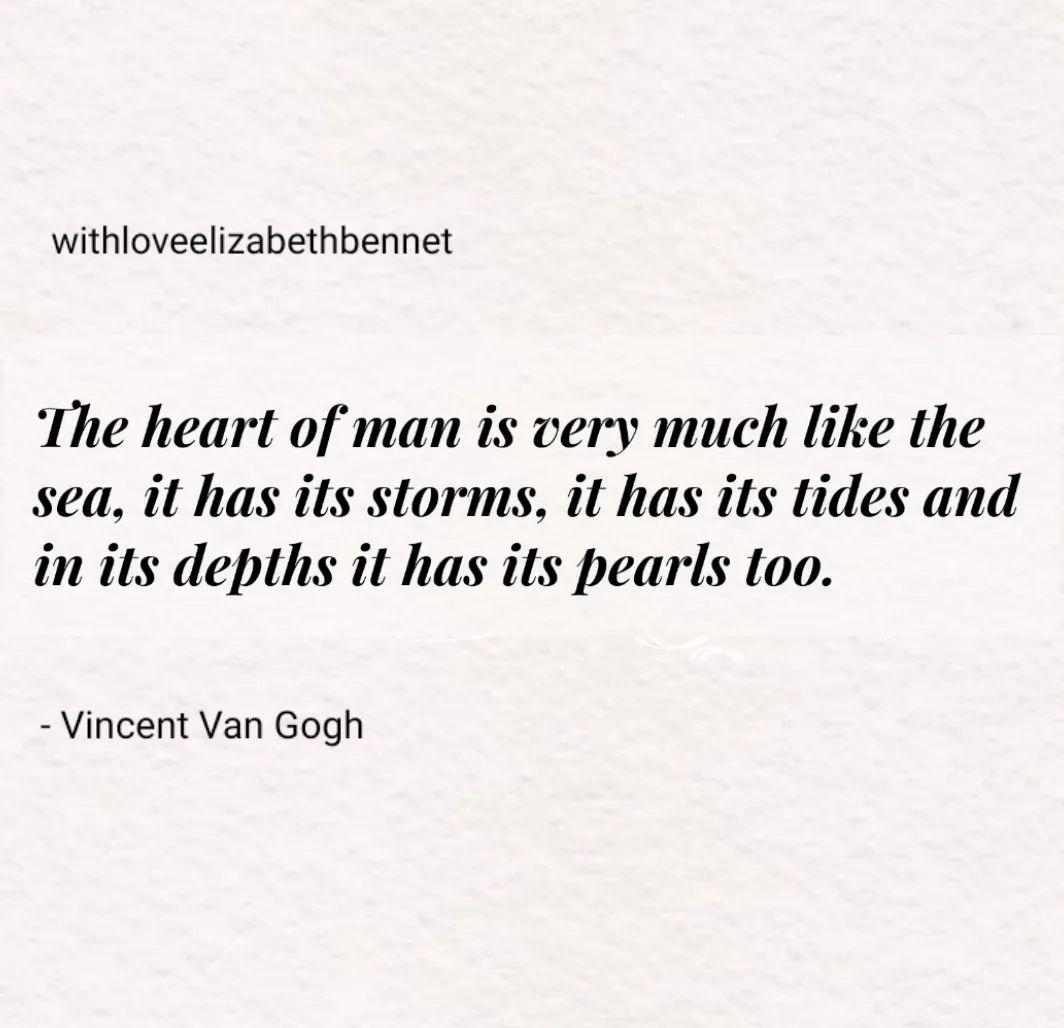 withloveelizabethbennet
The heart of man is very much like the
sea, it has its storms, it has its tides and
in its depths it has its pearls too.
- Vincent Van Gogh